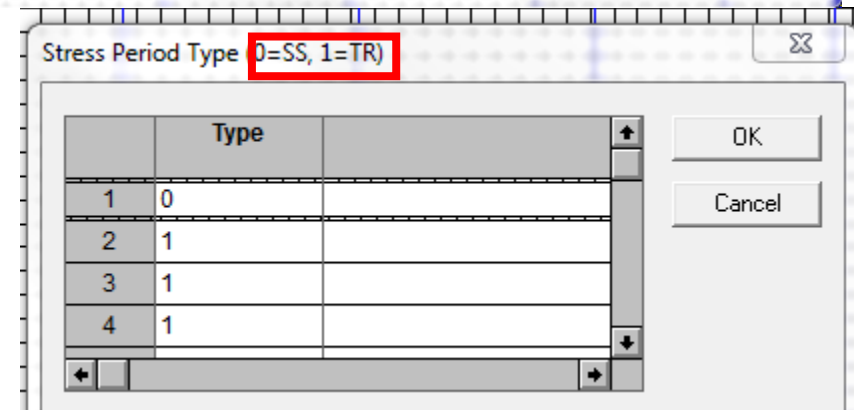 Stress Period Type (0=SS, 1=TR)
Type
OK
1 0
Cancel
2 1
3 1
4 1